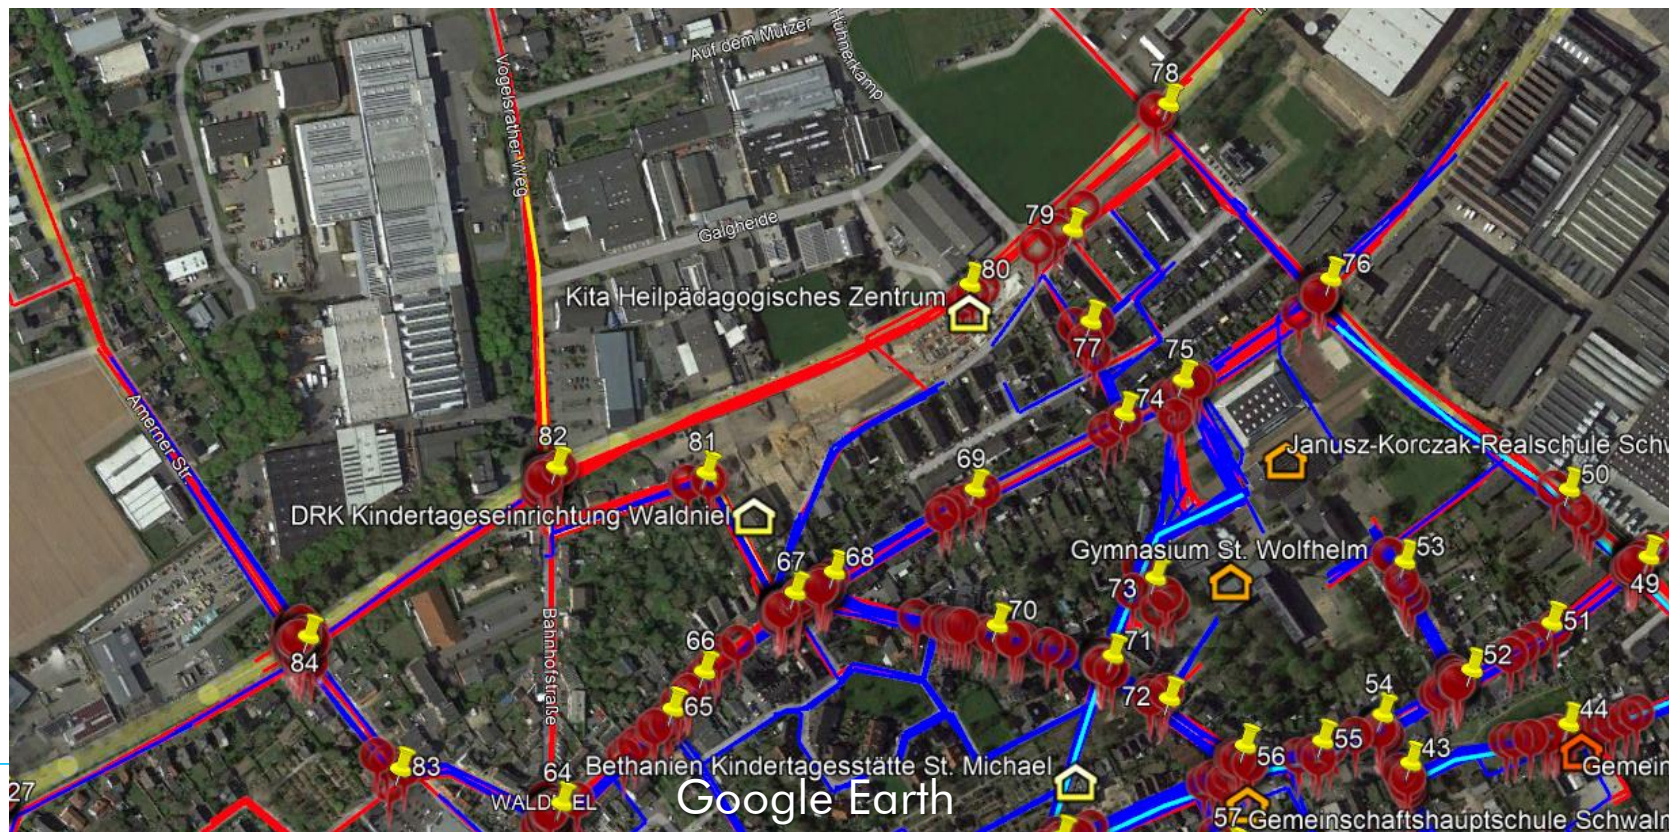 Auf dem Mutzer
Hühnerkamp
Vogelsrather Weg
78
79
Galgheide
80
76
Kita Heilpädagogisches Zentrum
77
75
74
Amerner Str.
82
81
69
Janusz-Korczak-Realschule Schw
50
DRK Kindertageseinrichtung Waldniel
Gymnasium St. Wolfhelm
53
67
68
73
49
70
51
66
71
84
52
Bahnhofstraße
72
65
54
44
55
43
56
83
64
Bethanien Kindertagesstätte St. Michael
Gemein
27
Google Earth
57
Gemeinschaftshauptschule Schwalm